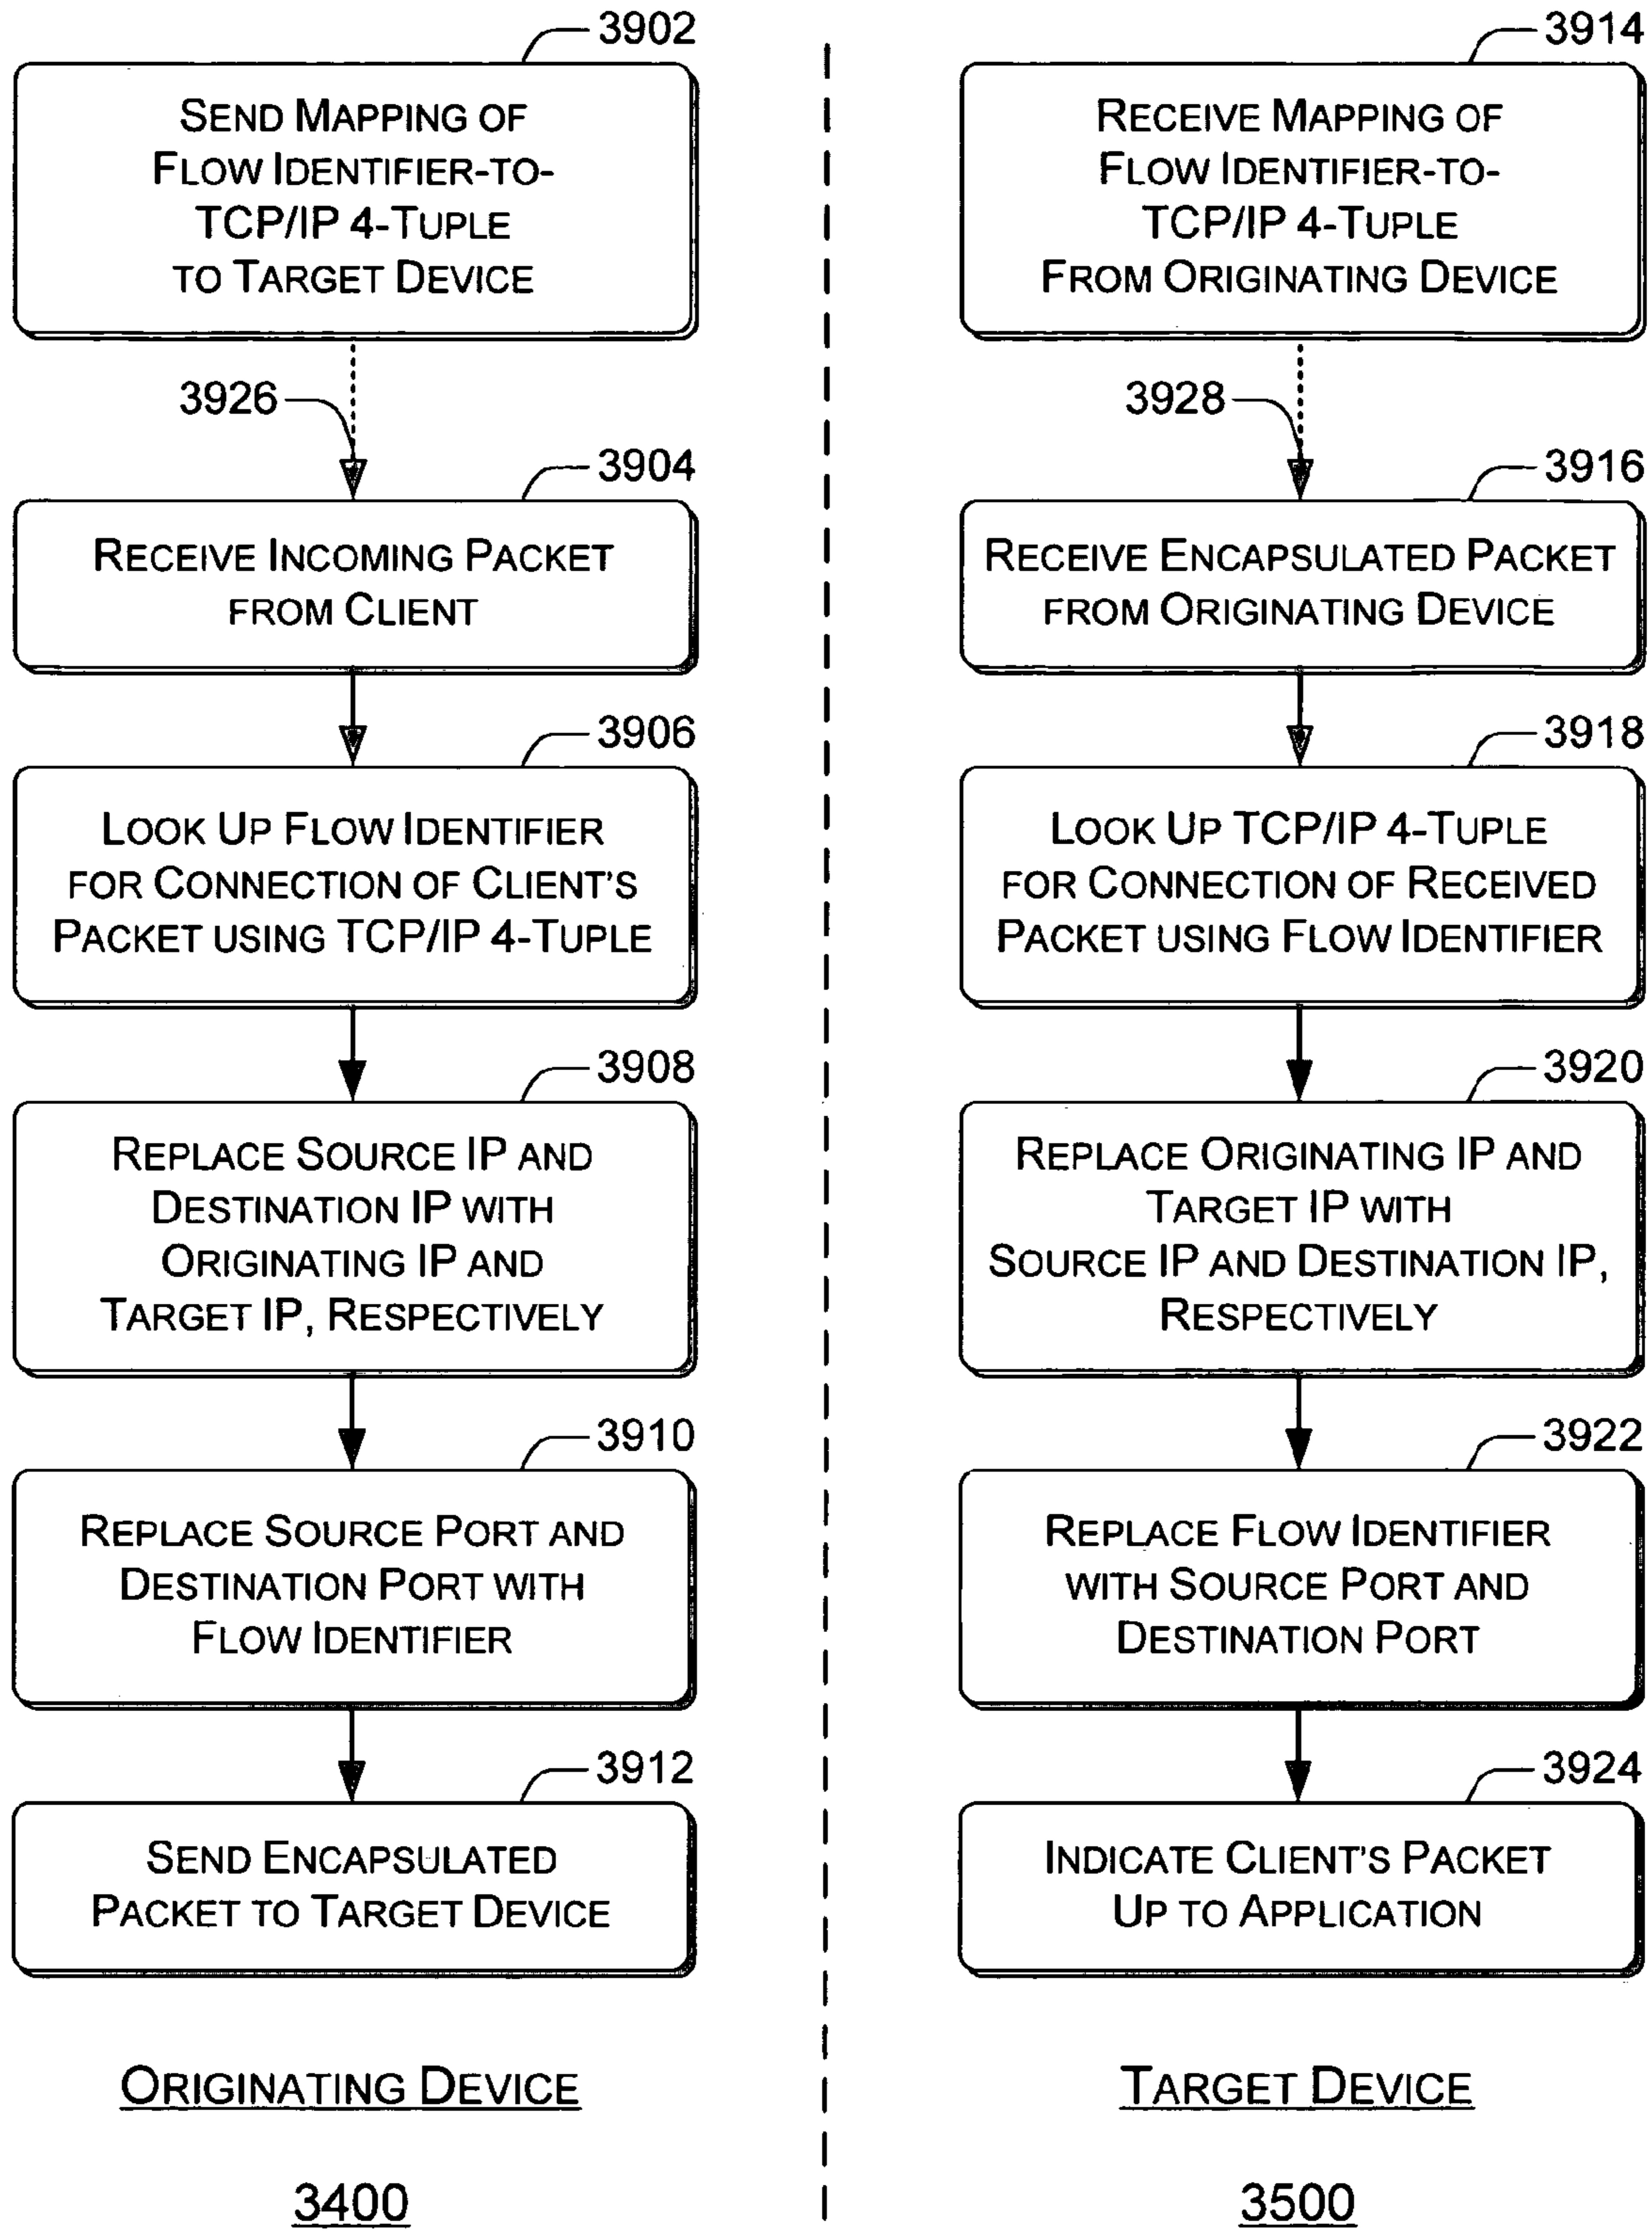 3902
SEND MAPPING OF
FLOW IDENTIFIER-TO-
TCP/IP 4-TUPLE
TO TARGET DEVICE
3926
3904
RECEIVE INCOMING PACKET
FROM CLIENT
3906
LOOK UP FLOW IDENTIFIER
FOR CONNECTION OF CLIENT'S
PACKET USING TCP/IP 4-TUPLE
3908
REPLACE SOURCE IP AND
DESTINATION IP WITH
ORIGINATING IP AND
TARGET IP, RESPECTIVELY
3910
REPLACE SOURCE PORT AND
DESTINATION PORT WITH
FLOW IDENTIFIER
3912
SEND ENCAPSULATED
PACKET TO TARGET DEVICE
ORIGINATING DEVICE
3400
3914
RECEIVE MAPPING OF
FLOW IDENTIFIER-TO-
TCP/IP 4-TUPLE
FROM ORIGINATING DEVICE
3928
3916
RECEIVE ENCAPSULATED PACKET
FROM ORIGINATING DEVICE
3918
LOOK UP TCP/IP 4-TUPLE
FOR CONNECTION OF RECEIVED
PACKET USING FLOW IDENTIFIER
3920
REPLACE ORIGINATING IP AND
TARGET IP WITH
SOURCE IP AND DESTINATION IP,
RESPECTIVELY
3922
REPLACE FLOW IDENTIFIER
WITH SOURCE PORT AND
DESTINATION PORT
3924
INDICATE CLIENT'S PACKET
UP TO APPLICATION
TARGET DEVICE
3500